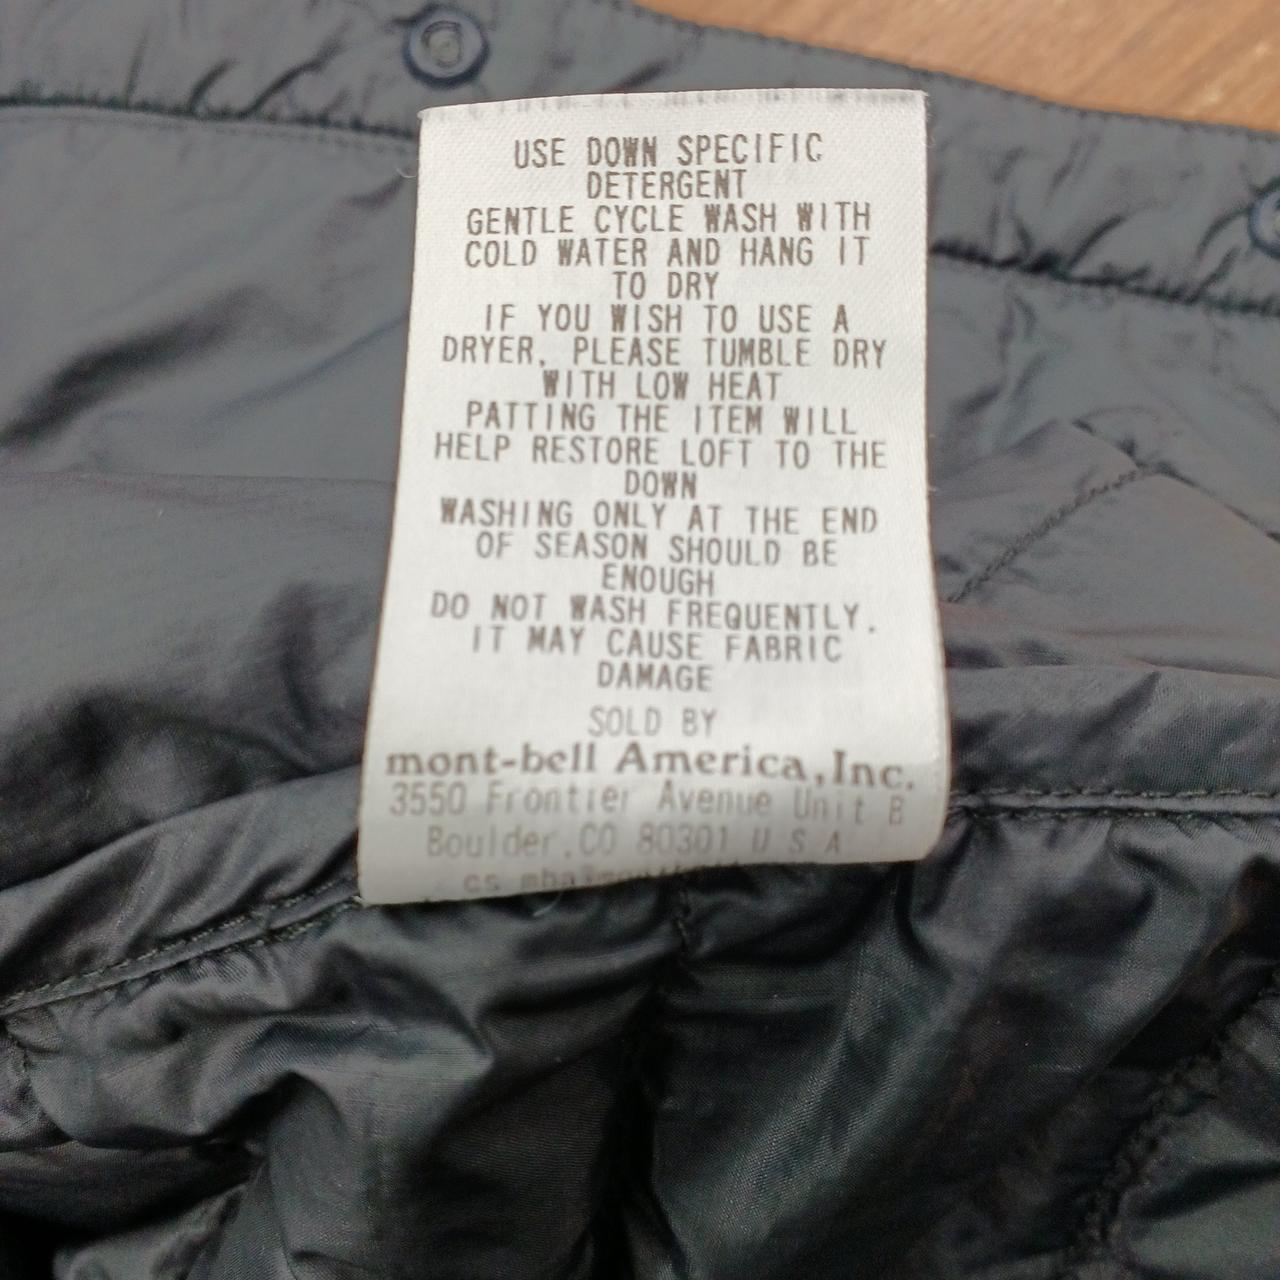 USE DOWN SPECIFIC
DETERGENT
GENTLE CYCLE WASH WITH
COLD WATER AND HANG IT
TO DRY
IF YOU WISH TO USE A
DRYER, PLEASE TUMBLE DRY
WITH LOW HEAT
PATTING THE ITEM WILL
HELP RESTORE LOFT TO THE
DOWN
WASHING ONLY AT THE END
OF SEASON SHOULD BE
ENOUGH
DO NOT WASH FREQUENTLY.
IT MAY CAUSE FABRIC
DAMAGE
SOLD BY
mont-bell America,Inc.
3550 Frontier Avenue Unit B
Boulder,CO 80301 U S A
cs